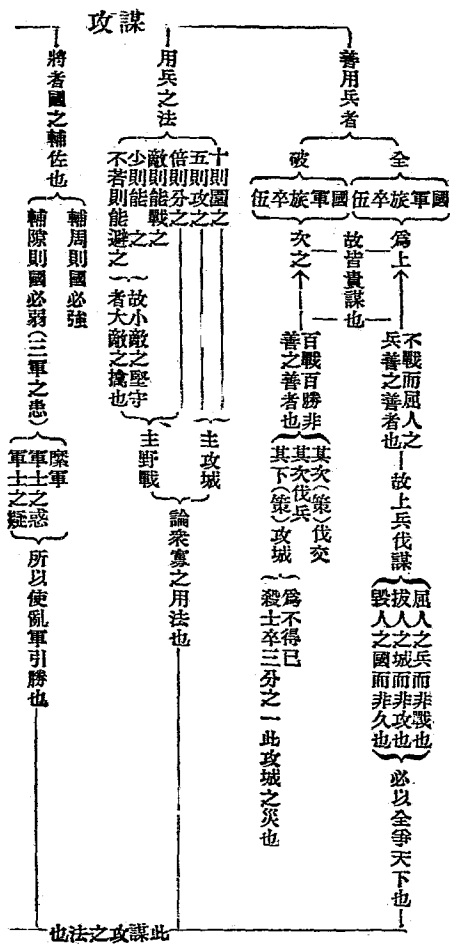 謀攻
善用兵者
全
國軍族卒伍
為上
不戰而屈人之
兵善之善者也
故上兵伐謀
屈人之兵而非戰也
拔人之城而非攻也
毀人之國而非久也
必以全爭天下也
故皆貴謀也
破
國軍族卒伍
次之
百戰百勝非
善之善者也
其次(策)伐交
其次伐兵
其下(策)攻城
為不得已
殺士卒三分之一此攻城之災也
用兵之法
十則圍之
五則攻之
倍則分之
敵則能戰之
少則能 之
不若則能避之
故小敵之堅守
者大敵之擒也
主攻城
主野戰
論衆寡之用法也
將者國之輔佐也
輔周則國必強
輔隙則國必弱(三軍之患)
縻軍
軍士之惑
軍士之疑
所以使亂軍引勝也
此謀攻之法也